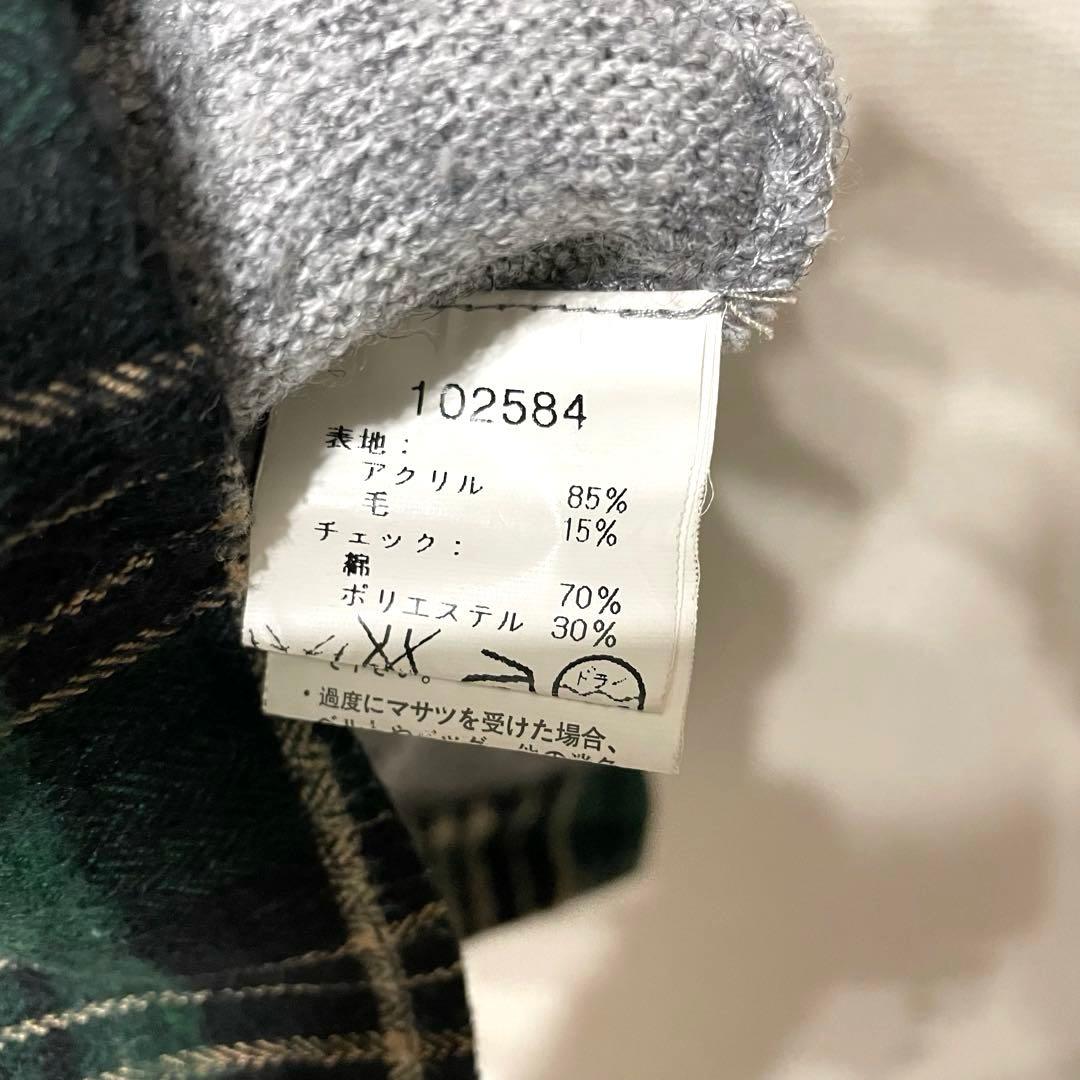 102584
表地:
アクリル 85%
毛 15%
チェック:
綿 70%
ポリエステル 30%
ドライ
・過度にマサツを受けた場合、